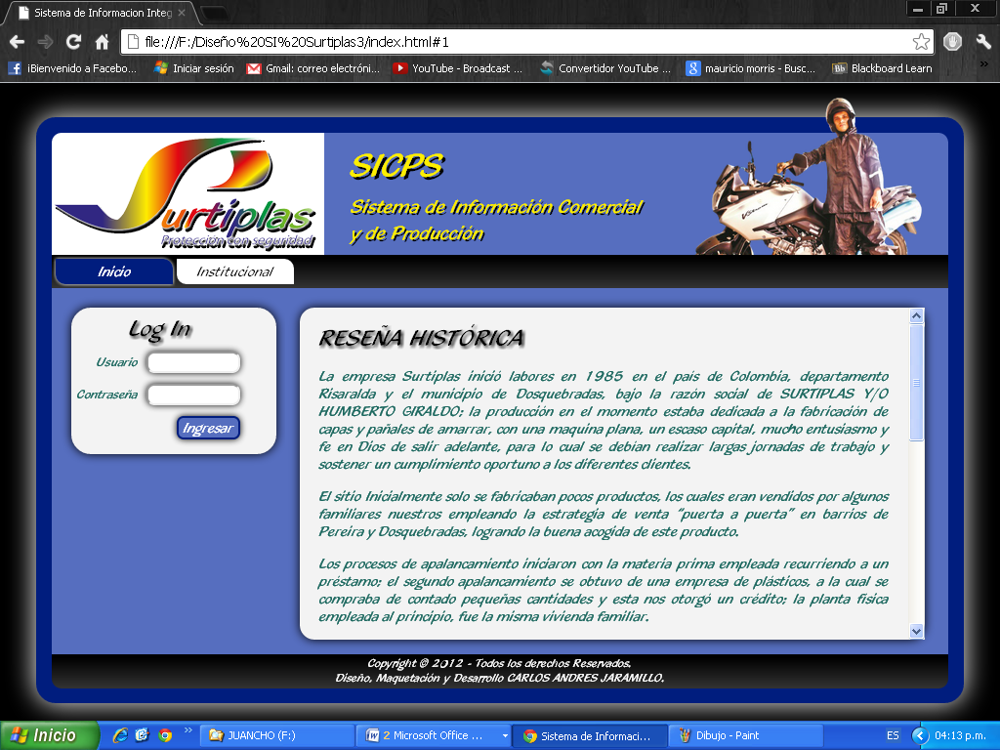 Sistema de Informacion Integ
file:///F:/Diseño%20SI%20Surtiplas3/index.html#1
¡Bienvenido a Facebo... Iniciar sesión Gmail: correo electróni... YouTube - Broadcast ... Convertidor YouTube ... mauricio morris - Busc... Bb Blackboard Learn
Surtiplas
Protección con seguridad
SICPS
Sistema de Información Comercial
y de Producción
Inicio Institucional
Log In
Usuario
Contraseña
Ingresar
RESEÑA HISTÓRICA
La empresa Surtiplas inició labores en 1985 en el país de Colombia, departamento
Risaralda y el municipio de Dosquebradas, bajo la razón social de SURTIPLAS Y/O
HUMBERTO GIRALDO; la producción en el momento estaba dedicada a la fabricación de
capas y pañales de amarrar, con una maquina plana, un escaso capital, mucho entusiasmo y
fe en Dios de salir adelante, para lo cual se debían realizar largas jornadas de trabajo y
sostener un cumplimiento oportuno a los diferentes clientes.
El sitio Inicialmente solo se fabricaban pocos productos, los cuales eran vendidos por algunos
familiares nuestros empleando la estrategia de venta “puerta a puerta” en barrios de
Pereira y Dosquebradas, logrando la buena acogida de este producto.
Los procesos de apalancamiento iniciaron con la materia prima empleada recurriendo a un
préstamo; el segundo apalancamiento se obtuvo de una empresa de plásticos, a la cual se
compraba de contado pequeñas cantidades y esta nos otorgó un crédito; la planta física
empleada al principio, fue la misma vivienda familiar.
Copyright © 2012 - Todos los derechos Reservados.
Diseño, Maquetación y Desarrollo CARLOS ANDRES JARAMILLO.
Inicio JUANCHO (F:) 2 Microsoft Office ... Sistema de Informaci... Dibujo - Paint ES 04:13 p.m.